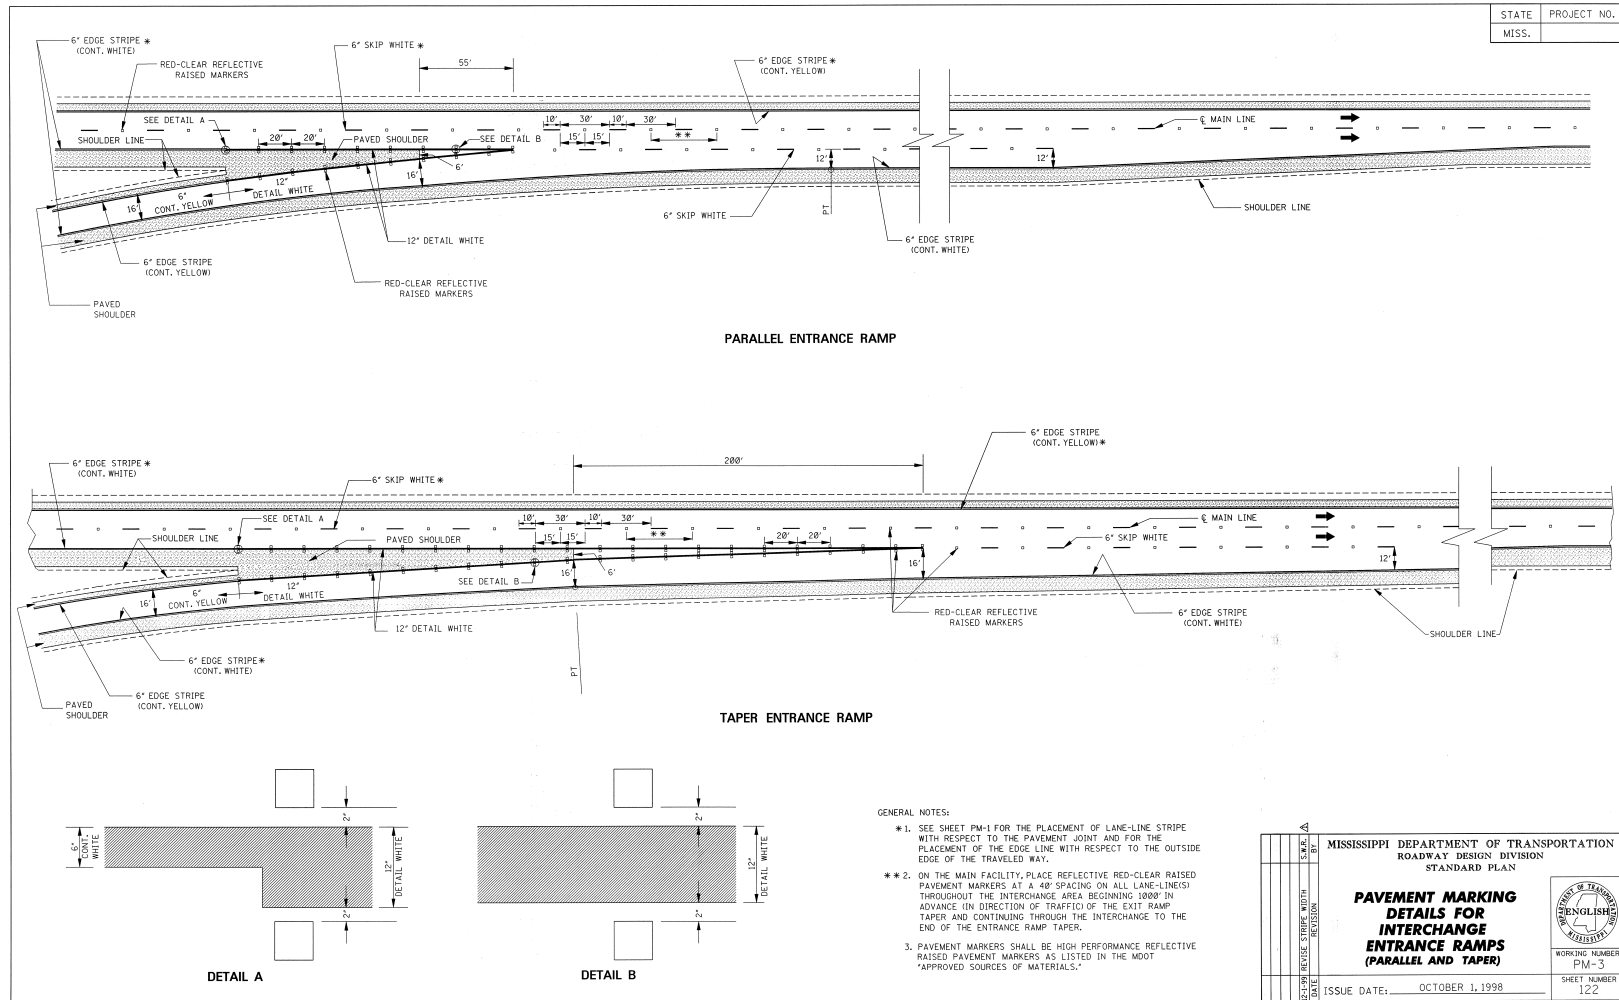 STATE PROJECT NO.
MISS.
6" EDGE STRIPE *
(CONT. WHITE)
RED-CLEAR REFLECTIVE
RAISED MARKERS
6" SKIP WHITE *
55'
6" EDGE STRIPE *
(CONT. YELLOW)
SEE DETAIL A
SHOULDER LINE
20' 20'
PAVED SHOULDER
SEE DETAIL B
10' 30' 10' 30'
15' 15'
* *
℄ MAIN LINE
6'
16'
12'
12'
12"
DETAIL WHITE
6"
CONT. YELLOW
16'
PT
6" SKIP WHITE
SHOULDER LINE
12" DETAIL WHITE
6" EDGE STRIPE
(CONT. WHITE)
6" EDGE STRIPE
(CONT. YELLOW)
RED-CLEAR REFLECTIVE
RAISED MARKERS
PAVED
SHOULDER
PARALLEL ENTRANCE RAMP
6" EDGE STRIPE
(CONT. YELLOW) *
200'
6" EDGE STRIPE *
(CONT. WHITE)
6" SKIP WHITE *
SEE DETAIL A
SHOULDER LINE
PAVED SHOULDER
10' 30' 10' 30'
15' 15'
* *
20' 20'
℄ MAIN LINE
6" SKIP WHITE
SEE DETAIL B
16'
6'
16'
12'
12"
DETAIL WHITE
6"
CONT. YELLOW
16'
12" DETAIL WHITE
RED-CLEAR REFLECTIVE
RAISED MARKERS
6" EDGE STRIPE
(CONT. WHITE)
SHOULDER LINE
6" EDGE STRIPE *
(CONT. WHITE)
PT
6" EDGE STRIPE
(CONT. YELLOW)
PAVED
SHOULDER
TAPER ENTRANCE RAMP
6"
CONT.
WHITE
2"
12"
DETAIL WHITE
2"
DETAIL A
2"
12"
DETAIL WHITE
2"
DETAIL B
GENERAL NOTES:
* 1. SEE SHEET PM-1 FOR THE PLACEMENT OF LANE-LINE STRIPE
WITH RESPECT TO THE PAVEMENT JOINT AND FOR THE
PLACEMENT OF THE EDGE LINE WITH RESPECT TO THE OUTSIDE
EDGE OF THE TRAVELED WAY.
* * 2. ON THE MAIN FACILITY, PLACE REFLECTIVE RED-CLEAR RAISED
PAVEMENT MARKERS AT A 40' SPACING ON ALL LANE-LINE(S)
THROUGHOUT THE INTERCHANGE AREA BEGINNING 1000' IN
ADVANCE (IN DIRECTION OF TRAFFIC) OF THE EXIT RAMP
TAPER AND CONTINUING THROUGH THE INTERCHANGE TO THE
END OF THE ENTRANCE RAMP TAPER.
3. PAVEMENT MARKERS SHALL BE HIGH PERFORMANCE REFLECTIVE
RAISED PAVEMENT MARKERS AS LISTED IN THE MDOT
"APPROVED SOURCES OF MATERIALS."
S.W.R. BY
REVISE STRIPE WIDTH REVISION
DATE
MISSISSIPPI DEPARTMENT OF TRANSPORTATION
ROADWAY DESIGN DIVISION
STANDARD PLAN
PAVEMENT MARKING
DETAILS FOR
INTERCHANGE
ENTRANCE RAMPS
(PARALLEL AND TAPER)
DEPARTMENT OF TRANSPORTATION
ENGLISH
MISSISSIPPI
WORKING NUMBER
PM-3
SHEET NUMBER
122
ISSUE DATE: OCTOBER 1, 1998